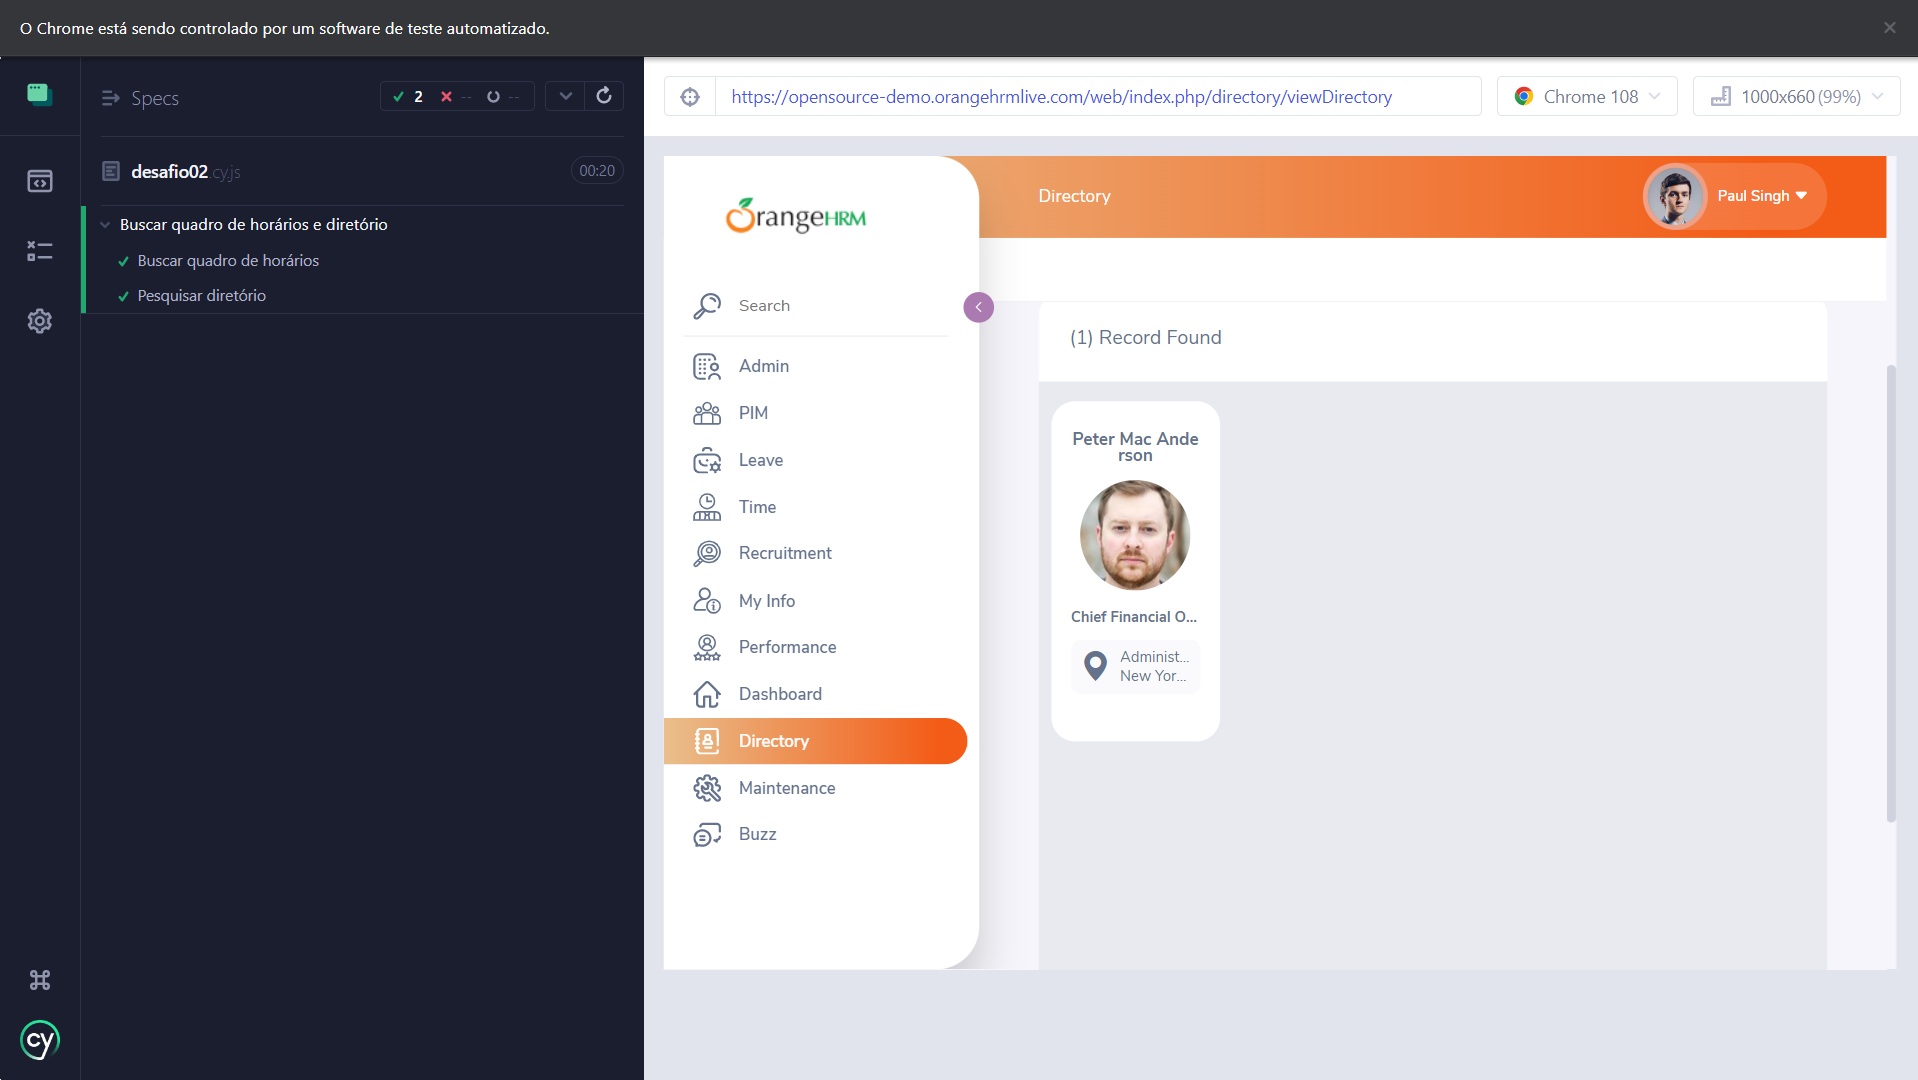 O Chrome está sendo controlado por um software de teste automatizado.
Specs
2
--
--
desafio02.cy.js
00:20
Buscar quadro de horários e diretório
Buscar quadro de horários
Pesquisar diretório
cy
https://opensource-demo.orangehrmlive.com/web/index.php/directory/viewDirectory
Chrome 108
1000x660 (99%)
OrangeHRM
Search
Admin
PIM
Leave
Time
Recruitment
My Info
Performance
Dashboard
Directory
Maintenance
Buzz
Directory
Paul Singh
(1) Record Found
Peter Mac Ande
rson
Chief Financial O...
Administ...
New Yor...